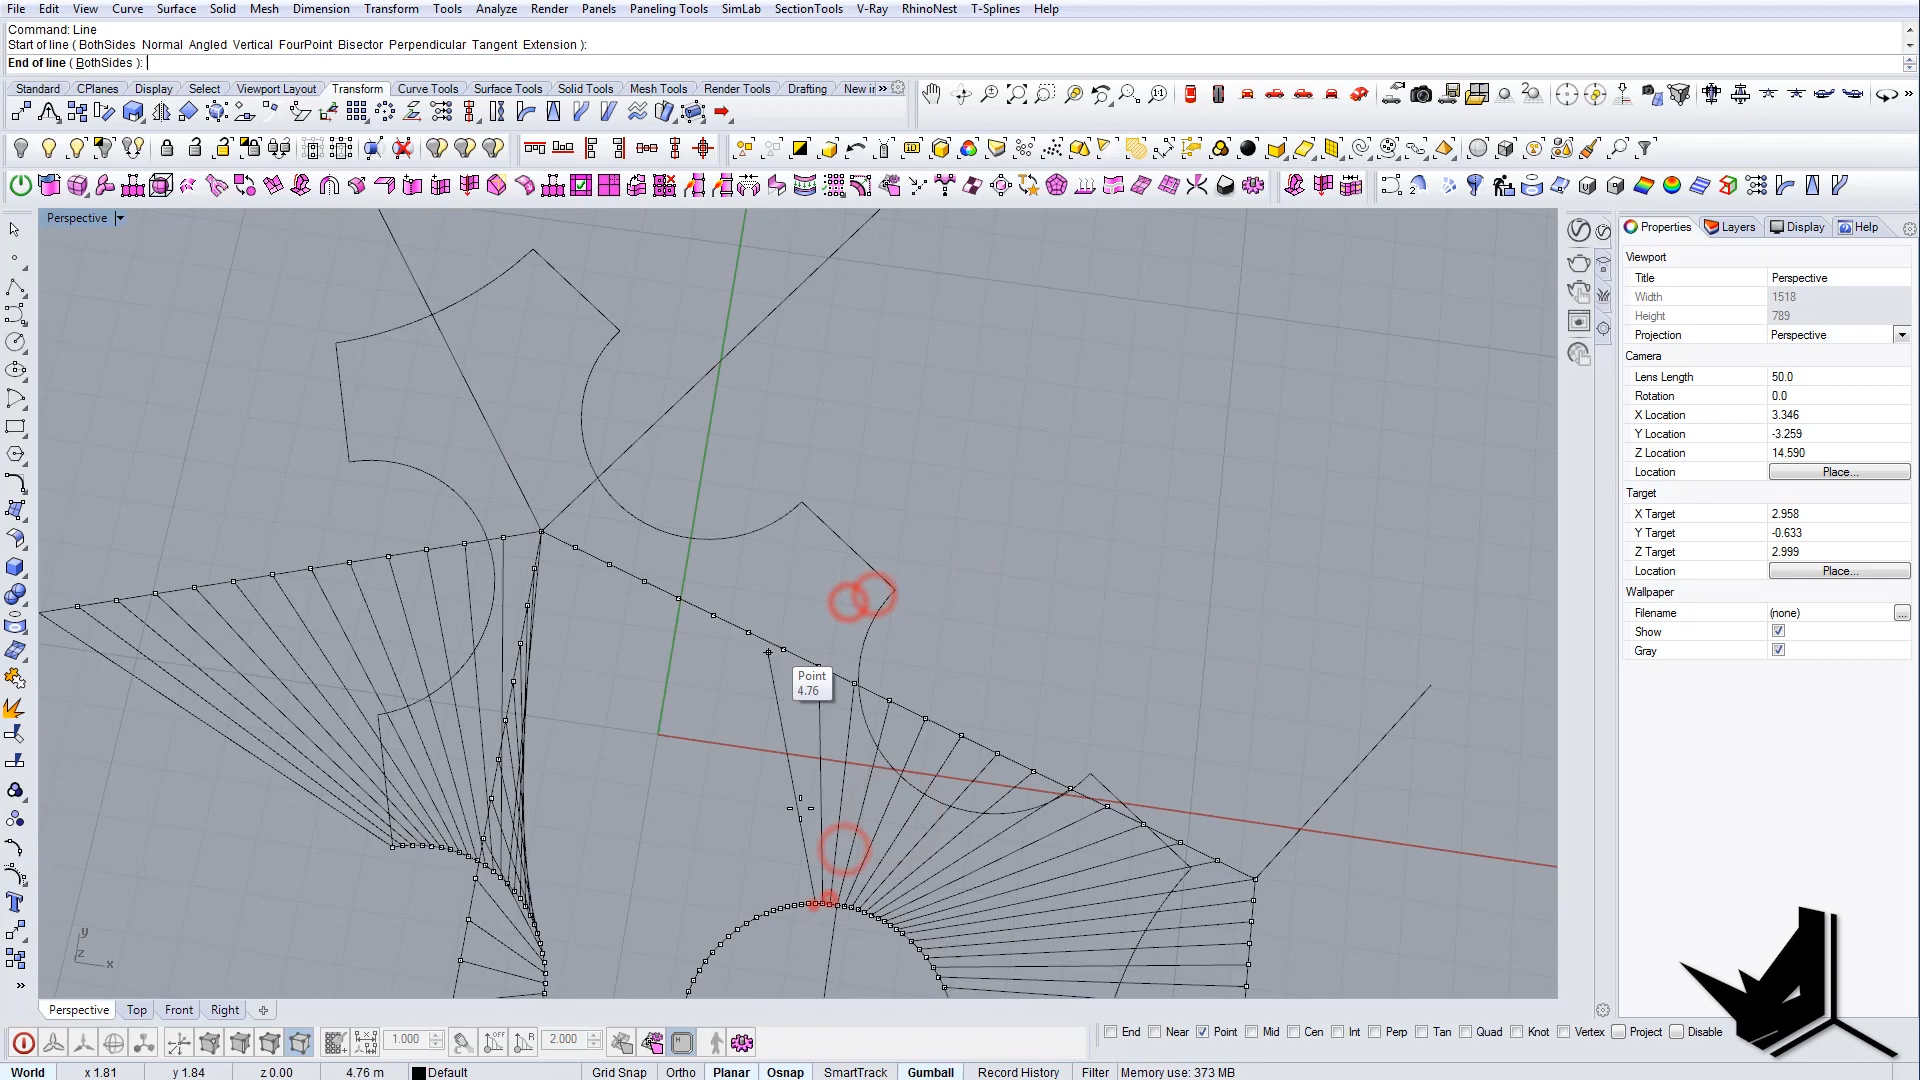 File Edit View Curve Surface Solid Mesh Dimension Transform Tools Analyze Render Panels Paneling Tools SimLab SectionTools V-Ray RhinoNest T-Splines Help
Command: Line
Start of line ( BothSides Normal Angled Vertical FourPoint Bisector Perpendicular Tangent Extension ):
End of line ( BothSides ):
Standard CPlanes Display Select Viewport Layout Transform Curve Tools Surface Tools Solid Tools Mesh Tools Render Tools Drafting New in »
Perspective
Properties Layers Display Help
Viewport
Title Perspective
Width 1518
Height 789
Projection Perspective
Camera
Lens Length 50.0
Rotation 0.0
X Location 3.346
Y Location -3.259
Z Location 14.590
Location Place...
Target
X Target 2.958
Y Target -0.633
Z Target 2.999
Location Place...
Wallpaper
Filename (none) ...
Show
Gray
Point
4.76
y
z
x
Perspective Top Front Right
1.000 2.000
End Near Point Mid Cen Int Perp Tan Quad Knot Vertex Project Disable
World x 1.81 y 1.84 z 0.00 4.76 m Default Grid Snap Ortho Planar Osnap SmartTrack Gumball Record History Filter Memory use: 373 MB